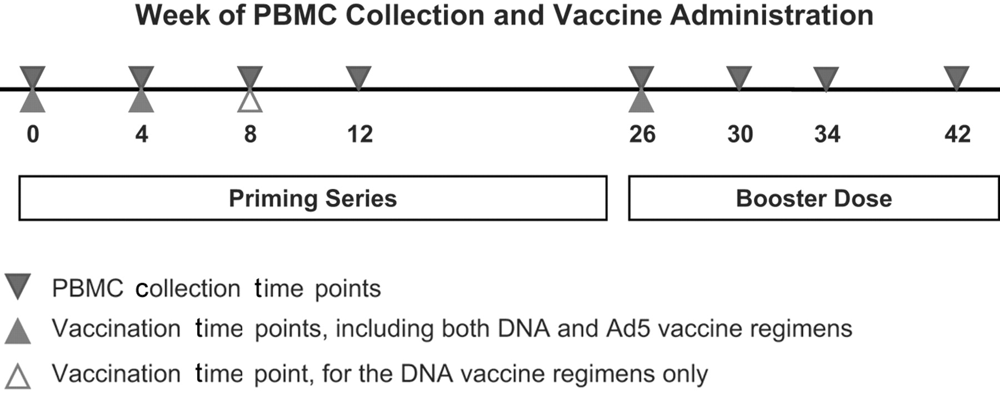 Week of PBMC Collection and Vaccine Administration
0 4 8 12 26 30 34 42
Priming Series Booster Dose
PBMC collection time points
Vaccination time points, including both DNA and Ad5 vaccine regimens
Vaccination time point, for the DNA vaccine regimens only